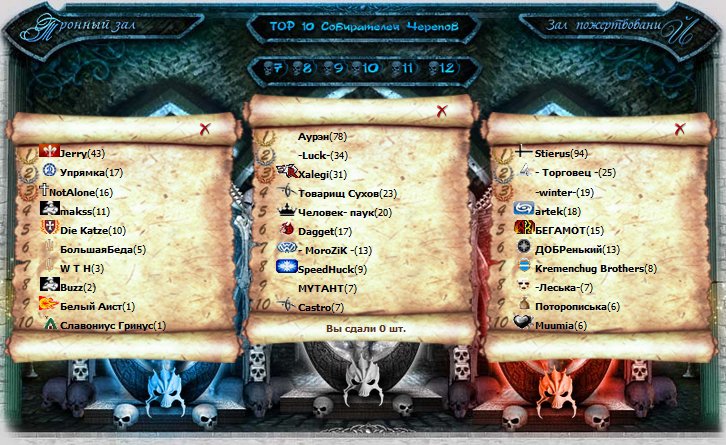 Тронный зал
TOP 10 Собирателей Черепов
Зал пожертвований
7 8 9 10 11 12
1 Jerry(43)
2 Упрямка(17)
3 NotAlone(16)
4 makss(11)
5 Die Katze(10)
6 БольшаяБеда(5)
7 W T H(3)
8 Buzz(2)
9 Белый Аист(1)
10 Славониус Гринус(1)
1 Аурэн(78)
2 -Luck-(34)
3 Xalegi(31)
4 Товарищ Сухов(23)
5 Человек- паук(20)
6 Dagget(17)
7 - MoroZiK -(13)
8 SpeedHuck(9)
9 МУТАНТ(7)
10 Castro(7)
Вы сдали 0 шт.
1 Stierus(94)
2 - Торговец -(25)
3 -winter-(19)
4 artek(18)
5 БЕГАМОТ(15)
6 ДОБРенький(13)
7 Kremenchug Brothers(8)
8 -Леська-(7)
9 Поторописька(6)
10 Muumia(6)